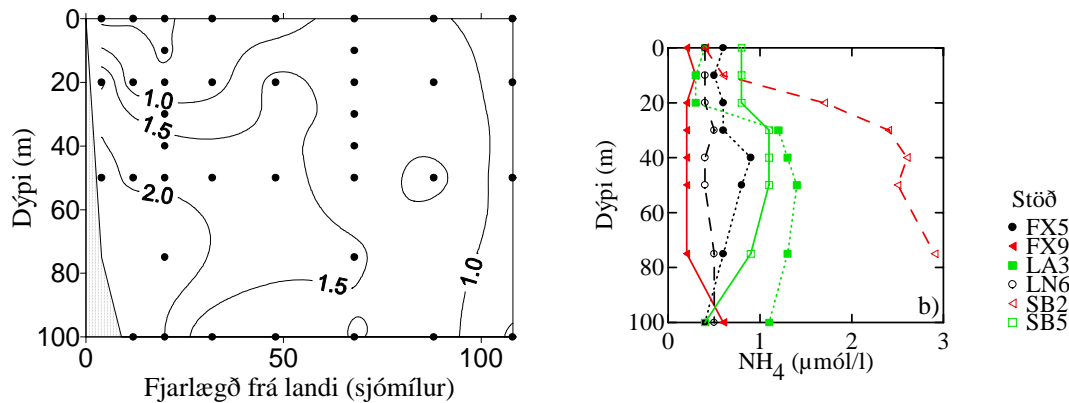 0
20
40
60
80
100
Dýpi (m)
1.0
1.5
2.0
1.5
1.0
0
50
100
Fjarlægð frá landi (sjómílur)
0
20
40
60
80
100
Dýpi (m)
b)
0
1
2
3
NH4 (µmól/l)
Stöð
FX5
FX9
LA3
LN6
SB2
SB5